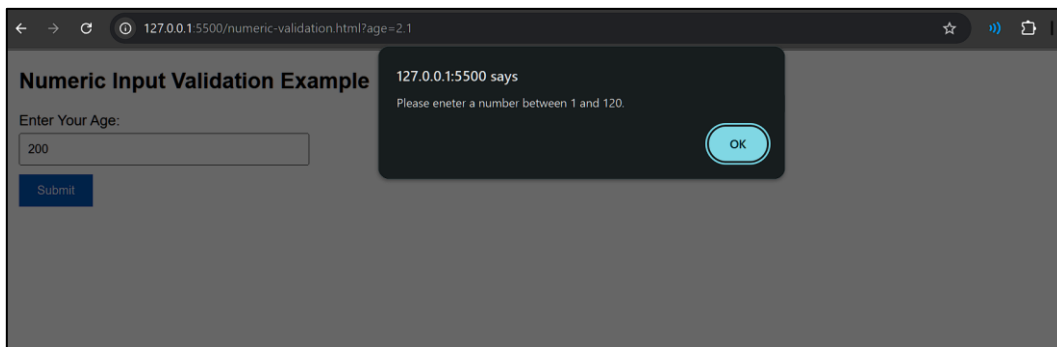 127.0.0.1:5500/numeric-validation.html?age=2.1
Numeric Input Validation Example
127.0.0.1:5500 says
Please eneter a number between 1 and 120.
Enter Your Age:
200
OK
Submit